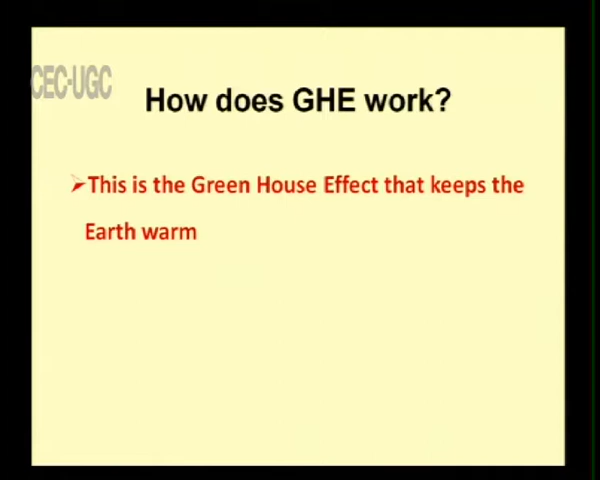 CEC-UGC
How does GHE work?
➢This is the Green House Effect that keeps the
Earth warm